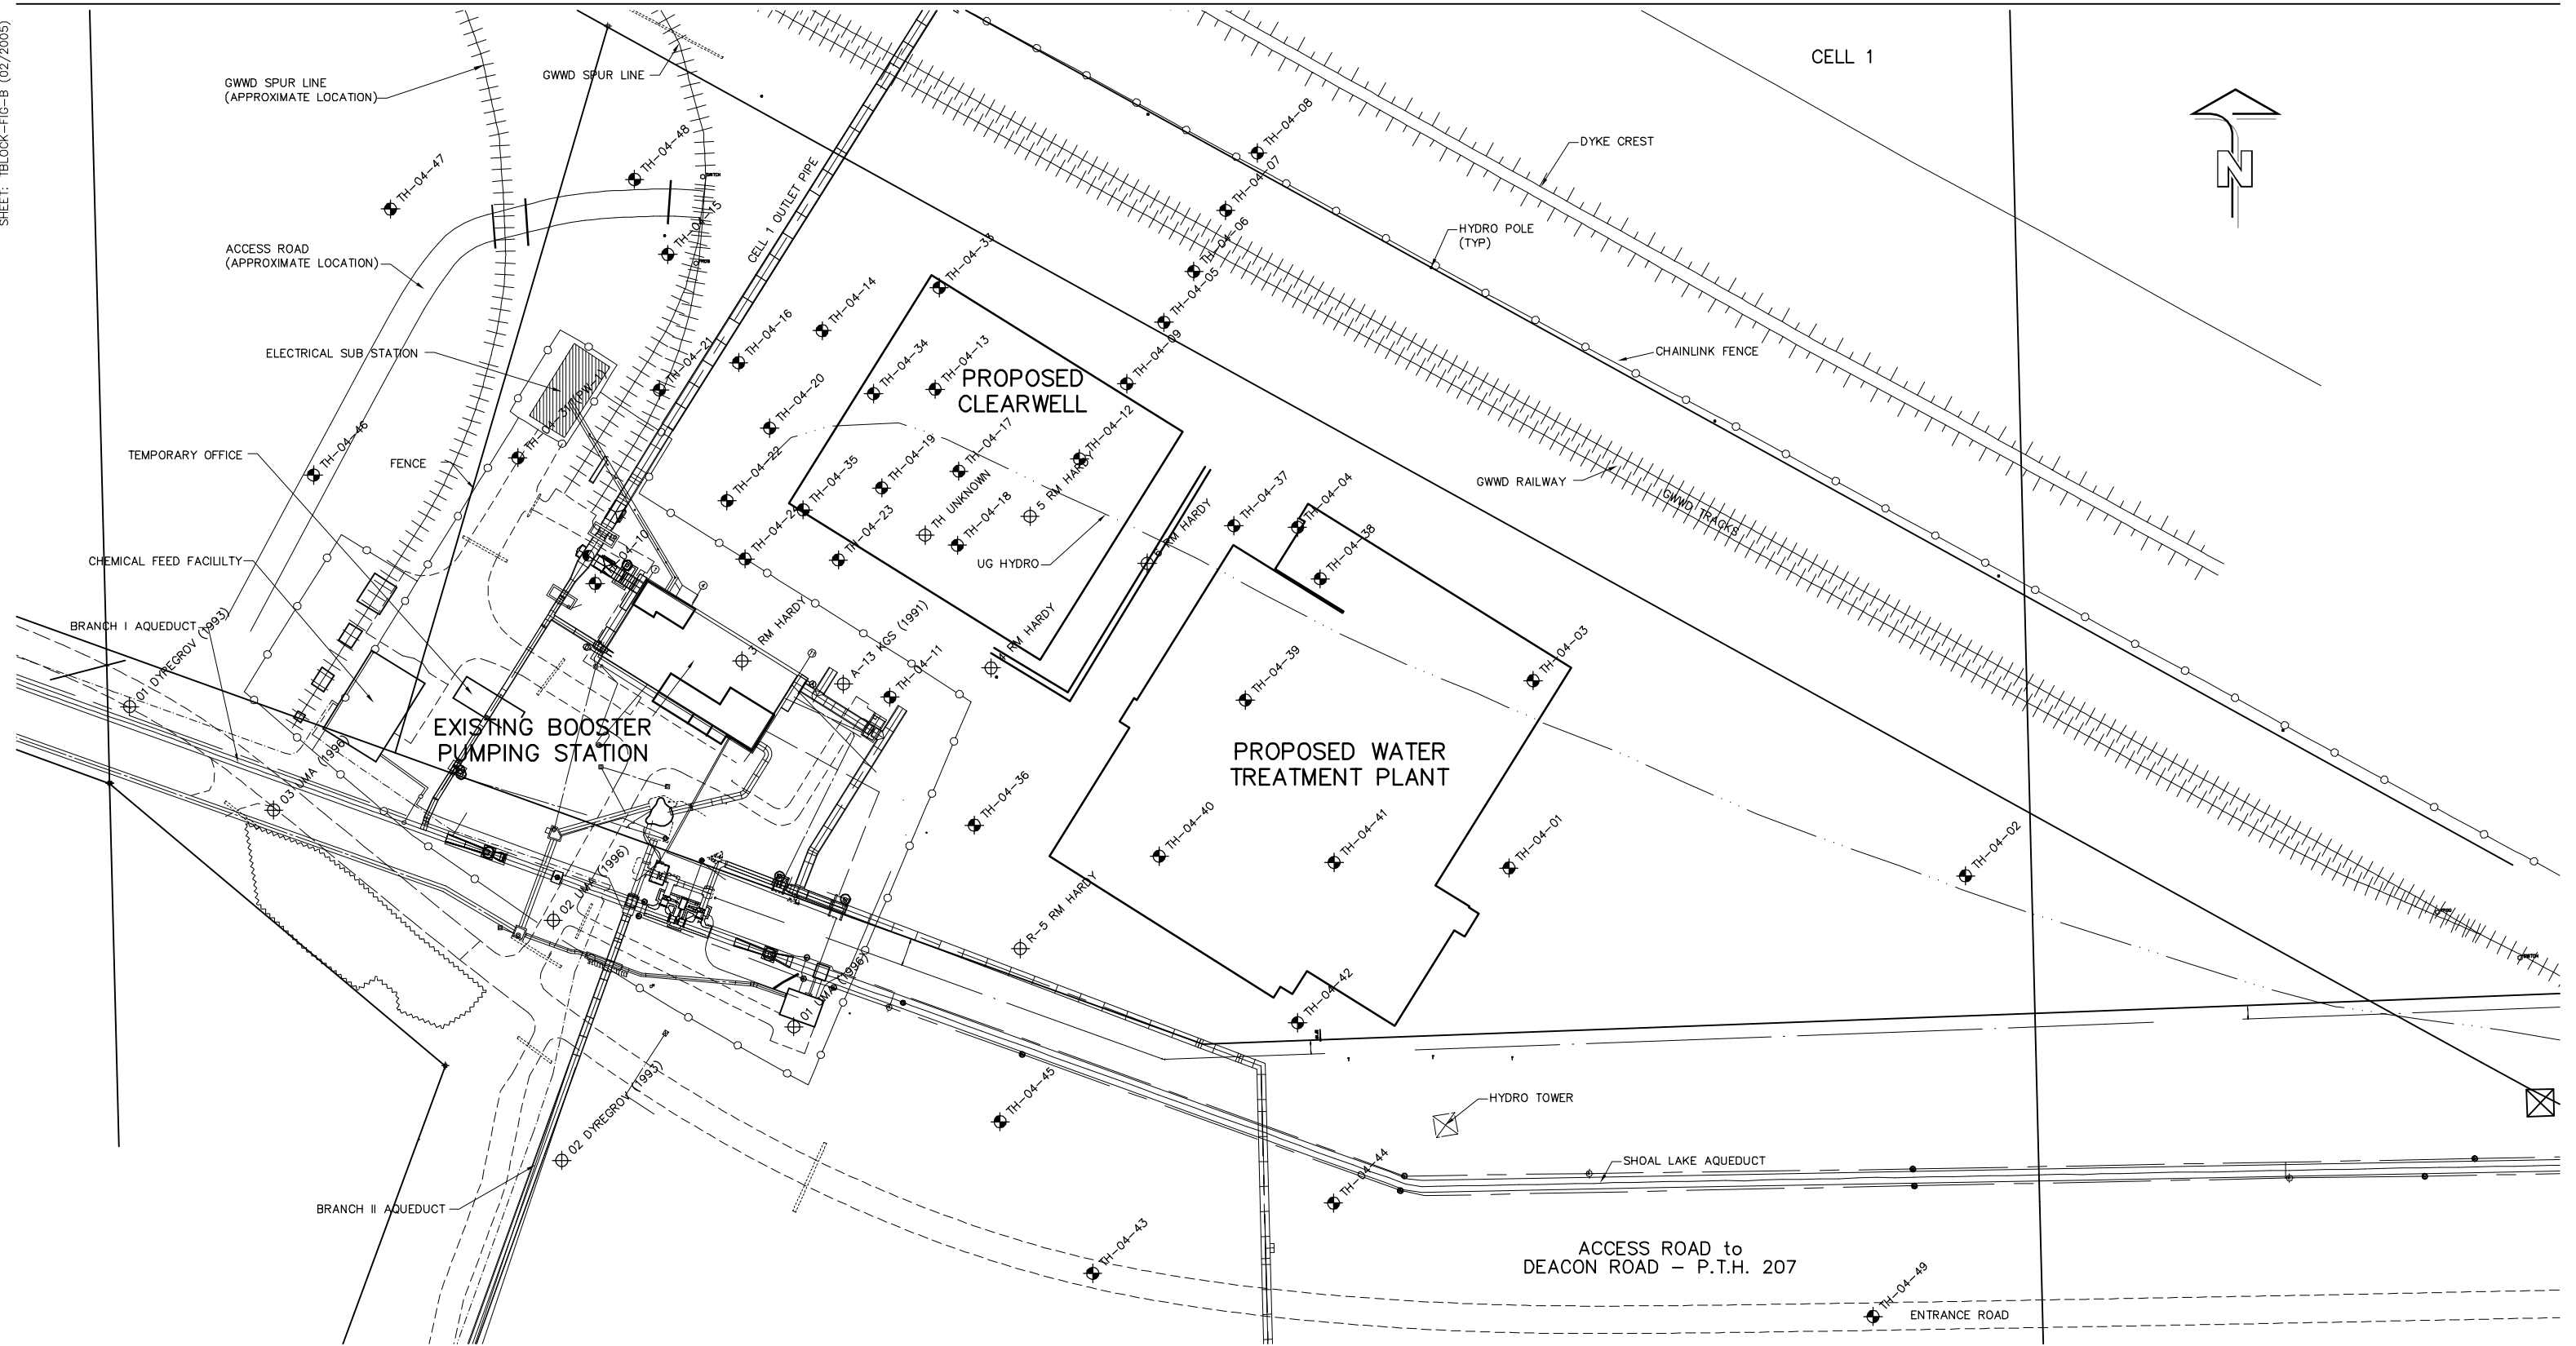 SHEET: TBLOCK-FIG-B (02/2005)
CELL 1
GWWD SPUR LINE
(APPROXIMATE LOCATION)
GWWD SPUR LINE
TH-04-47
TH-04-48
TH-04-15
CELL 1 OUTLET PIPE
TH-04-08
TH-04-07
TH-04-06
TH-04-05
DYKE CREST
HYDRO POLE
(TYP)
N
ACCESS ROAD
(APPROXIMATE LOCATION)
TH-04-33
TH-04-14
TH-04-16
TH-04-21
TH-04-09
CHAINLINK FENCE
ELECTRICAL SUB STATION
TH-04-34
TH-04-13
PROPOSED
CLEARWELL
TH-04-20
TH-04-12
TH-04-17
TH-04-19
TH-04-46
TEMPORARY OFFICE
FENCE
TH-04-22
TH-04-35
TH UNKNOWN
TH-04-18
5 RM HARDY
TH-04-23
UG HYDRO
RM HARDY
TH-04-37
TH-04-04
TH-04-38
GWWD RAILWAY
GWWD TRACKS
CHEMICAL FEED FACILILTY
BRANCH I AQUEDUCT
01 DYREGROV (1993)
3 RM HARDY
A-13 KGS (1991)
TH-04-11
RM HARDY
TH-04-39
TH-04-03
EXISTING BOOSTER
PUMPING STATION
PROPOSED WATER
TREATMENT PLANT
03 UMA (1996)
TH-04-36
TH-04-40
TH-04-41
TH-04-01
TH-04-02
02 UMA (1996)
R-5 RM HARDY
01 UMA (1996)
TH-04-42
02 DYREGROV (1993)
TH-04-45
HYDRO TOWER
SHOAL LAKE AQUEDUCT
TH-04-44
BRANCH II AQUEDUCT
TH-04-43
ACCESS ROAD to
DEACON ROAD - P.T.H. 207
TH-04-49
ENTRANCE ROAD